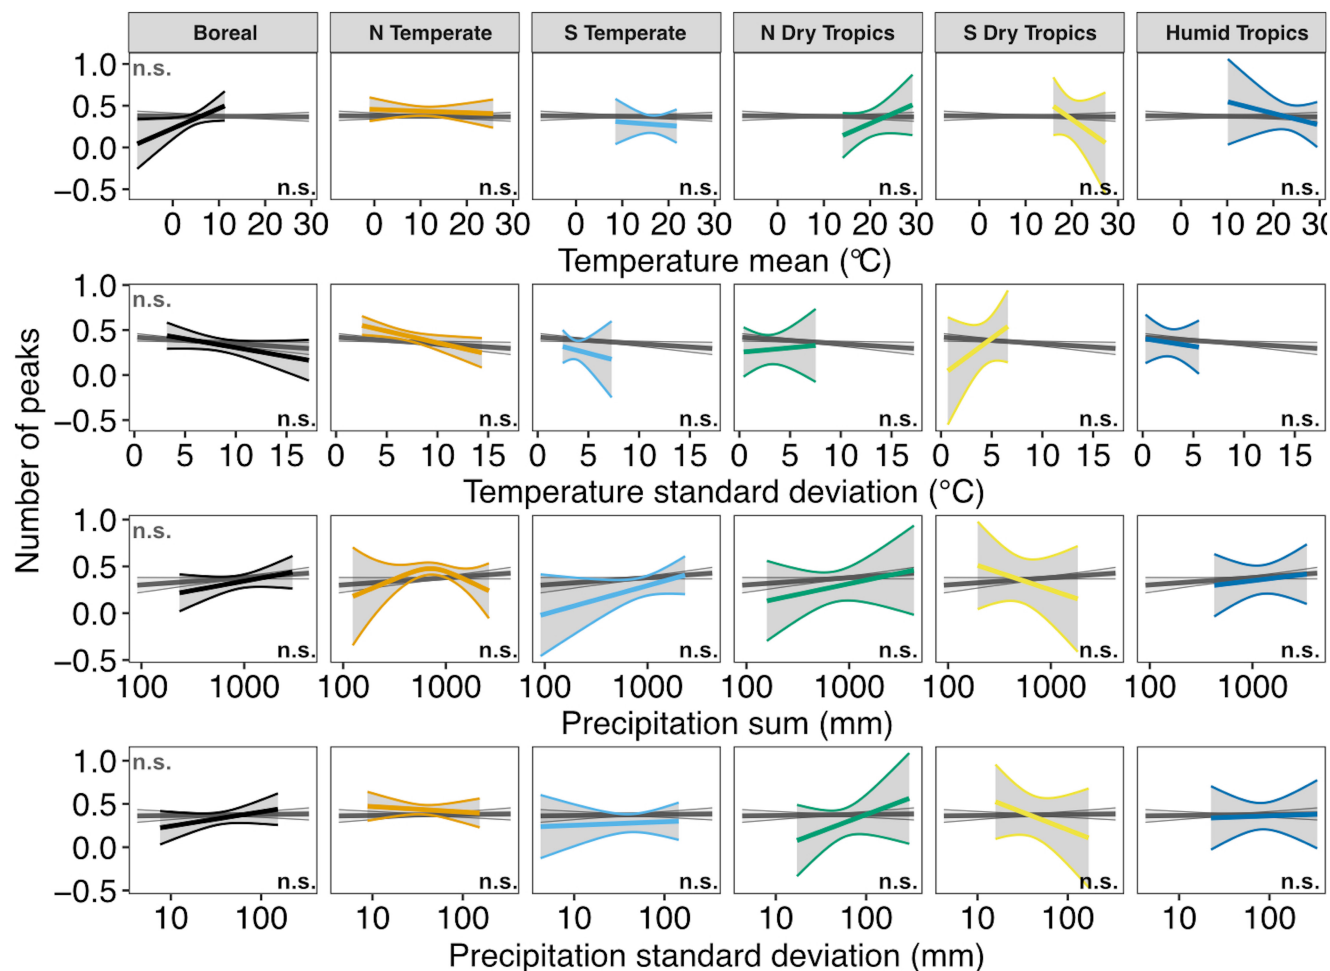 Boreal N Temperate S Temperate N Dry Tropics S Dry Tropics Humid Tropics
Number of peaks
1.0 0.5 0.0 −0.5
n.s. n.s. n.s. n.s. n.s. n.s. n.s.
0 10 20 30 0 10 20 30 0 10 20 30 0 10 20 30 0 10 20 30 0 10 20 30
Temperature mean (°C)
1.0 0.5 0.0 −0.5
n.s. n.s. n.s. n.s. n.s. n.s. n.s.
0 5 10 15 0 5 10 15 0 5 10 15 0 5 10 15 0 5 10 15 0 5 10 15
Temperature standard deviation (°C)
1.0 0.5 0.0 −0.5
n.s. n.s. n.s. n.s. n.s. n.s. n.s.
100 1000 100 1000 100 1000 100 1000 100 1000 100 1000
Precipitation sum (mm)
1.0 0.5 0.0 −0.5
n.s. n.s. n.s. n.s. n.s. n.s. n.s.
10 100 10 100 10 100 10 100 10 100 10 100
Precipitation standard deviation (mm)